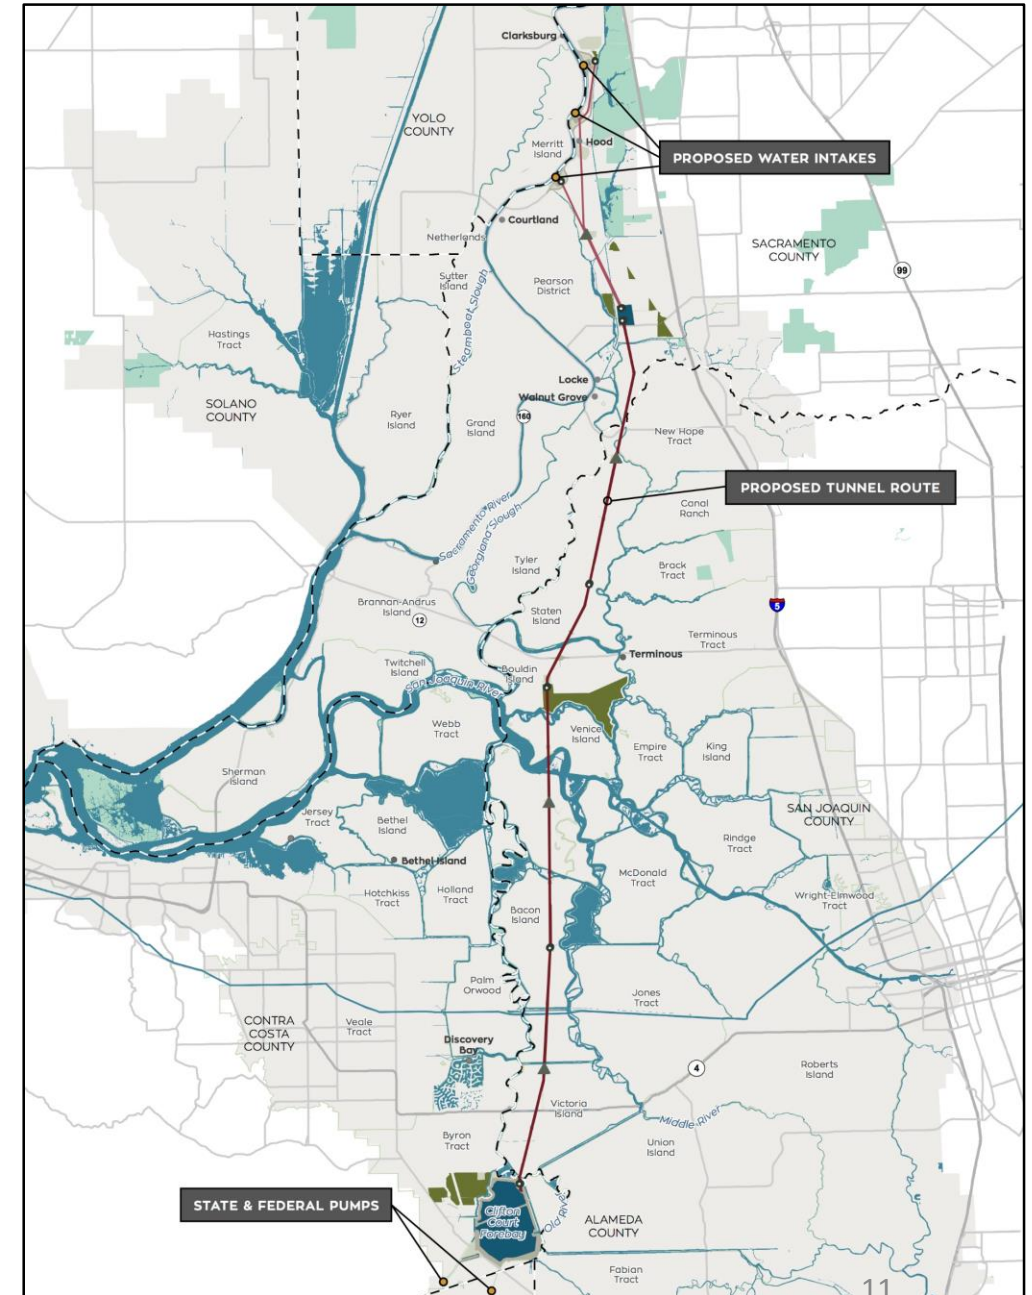 Clarksburg
YOLO
COUNTY
Merritt
Island
Hood
PROPOSED WATER INTAKES
Courtland
Netherlands
SACRAMENTO
COUNTY
99
Sutter
Island
Pearson
District
Steamboat Slough
Hastings
Tract
Locke
Walnut Grove
SOLANO
COUNTY
Ryer
Island
Grand
Island
160
New Hope
Tract
PROPOSED TUNNEL ROUTE
Canal
Ranch
Sacramento River
Georgiana Slough
Tyler
Island
Brack
Tract
Brannan-Andrus
Island
12
Staten
Island
5
Terminous
Tract
Terminous
Twitchell
Island
Bouldin
Island
San Joaquin River
Webb
Tract
Venice
Island
Empire
Tract
King
Island
Sherman
Island
Jersey
Tract
Bethel
Island
SAN JOAQUIN
COUNTY
Rindge
Tract
Bethel Island
McDonald
Tract
Hotchkiss
Tract
Holland
Tract
Wright-Elmwood
Tract
Bacon
Island
Palm
Orwood
Jones
Tract
CONTRA
COSTA
COUNTY
Veale
Tract
Discovery
Bay
4
Roberts
Island
Victoria
Island
Middle River
Byron
Tract
Union
Island
STATE & FEDERAL PUMPS
Clifton
Court
Forebay
Old River
ALAMEDA
COUNTY
Fabian
Tract
11